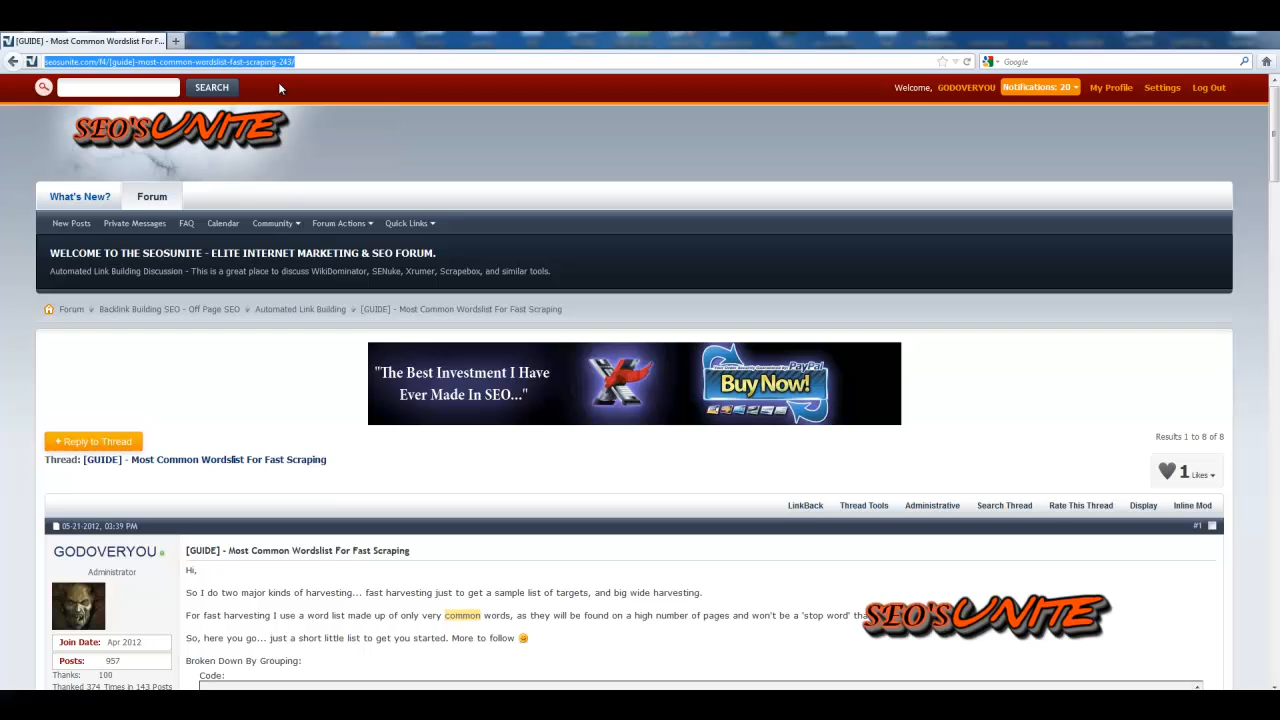 [GUIDE] - Most Common Wordslist For F...
seosunite.com/f4/[guide]-most-common-wordslist-fast-scraping-243/
Google
SEARCH
Welcome, GODOVERYOU Notifications: 20 My Profile Settings Log Out
SEO'S UNITE
What's New? Forum
New Posts Private Messages FAQ Calendar Community Forum Actions Quick Links
WELCOME TO THE SEOSUNITE - ELITE INTERNET MARKETING & SEO FORUM.
Automated Link Building Discussion - This is a great place to discuss WikiDominator, SENuke, Xrumer, Scrapebox, and similar tools.
Forum Backlink Building SEO - Off Page SEO Automated Link Building [GUIDE] - Most Common Wordslist For Fast Scraping
"The Best Investment I Have
Ever Made In SEO..."
PayPal
Buy Now!
+ Reply to Thread
Results 1 to 8 of 8
Thread: [GUIDE] - Most Common Wordslist For Fast Scraping
1 Likes
LinkBack Thread Tools Administrative Search Thread Rate This Thread Display Inline Mod
05-21-2012, 03:39 PM #1
GODOVERYOU
Administrator
Join Date: Apr 2012
Posts: 957
Thanks: 100
Thanked 374 Times in 143 Posts
[GUIDE] - Most Common Wordslist For Fast Scraping
Hi,
So I do two major kinds of harvesting... fast harvesting just to get a sample list of targets, and big wide harvesting.
For fast harvesting I use a word list made up of only very common words, as they will be found on a high number of pages and won't be a 'stop word'
So, here you go... just a short little list to get you started. More to follow
Broken Down By Grouping:
Code:
SEO'S UNITE